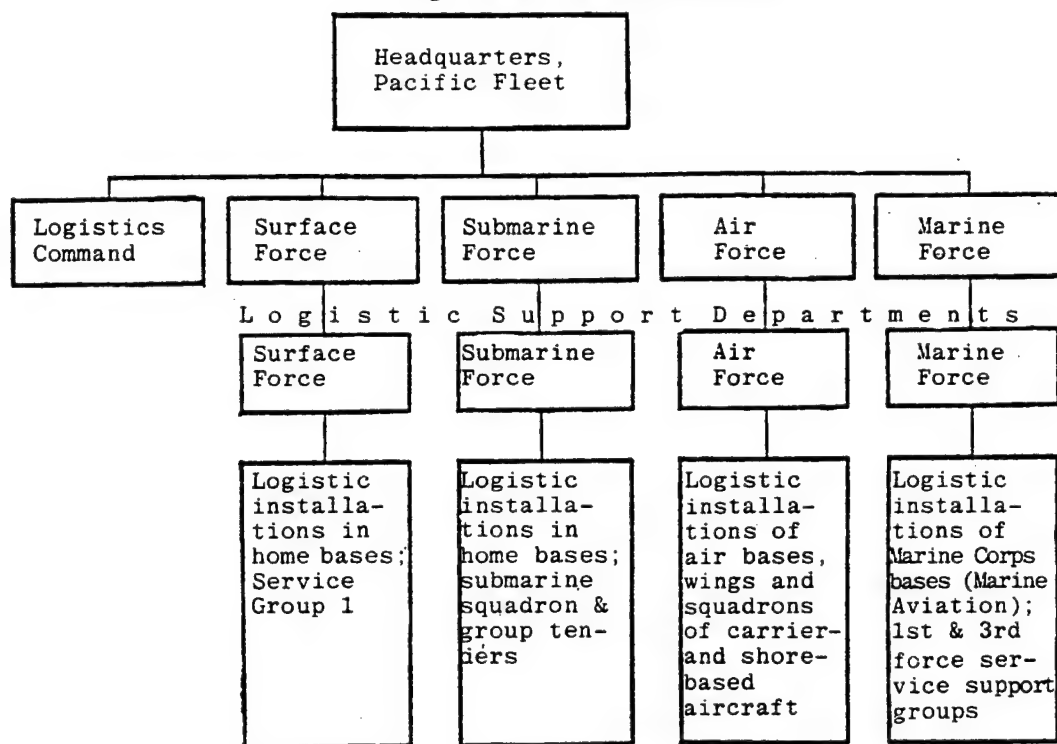 Headquarters,
Pacific Fleet
Logistics
Command
Surface
Force
Submarine
Force
Air
Force
Marine
Force
Logistic Support Departments
Surface
Force
Submarine
Force
Air
Force
Marine
Force
Logistic
installa-
tions in
home bases;
Service
Group 1
Logistic
installa-
tions in
home bases;
submarine
squadron &
group ten-
ders
Logistic
installa-
tions of
air bases,
wings and
squadrons
of carrier-
and shore-
based
aircraft
Logistic
installa-
tions of
Marine Corps
bases (Marine
Aviation);
1st & 3rd
force ser-
vice support
groups